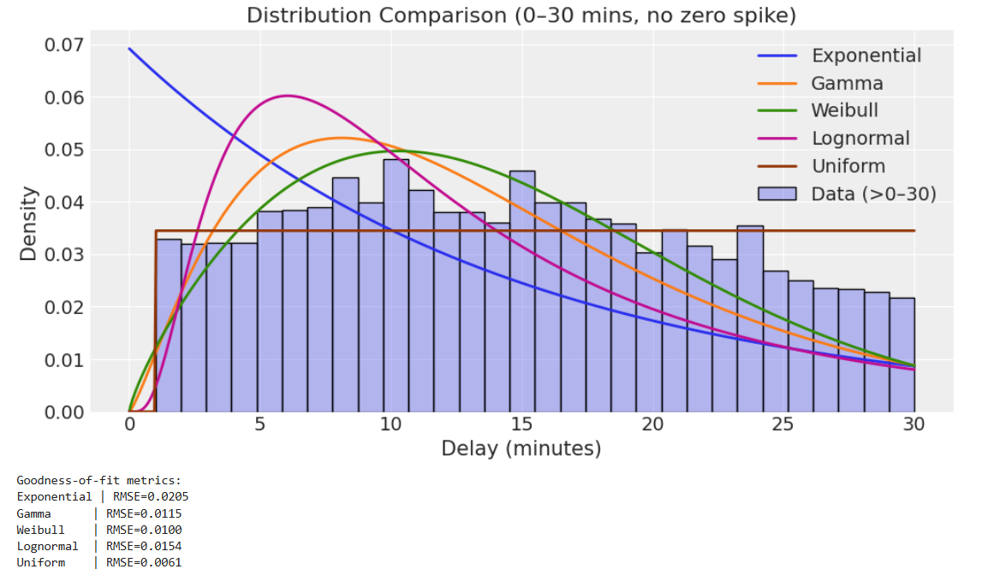 Distribution Comparison (0–30 mins, no zero spike)
0.07
0.06
0.05
0.04
0.03
0.02
0.01
0.00
Density
Exponential
Gamma
Weibull
Lognormal
Uniform
Data (>0–30)
0 5 10 15 20 25 30
Delay (minutes)
Goodness-of-fit metrics:
Exponential | RMSE=0.0205
Gamma | RMSE=0.0115
Weibull | RMSE=0.0100
Lognormal | RMSE=0.0154
Uniform | RMSE=0.0061